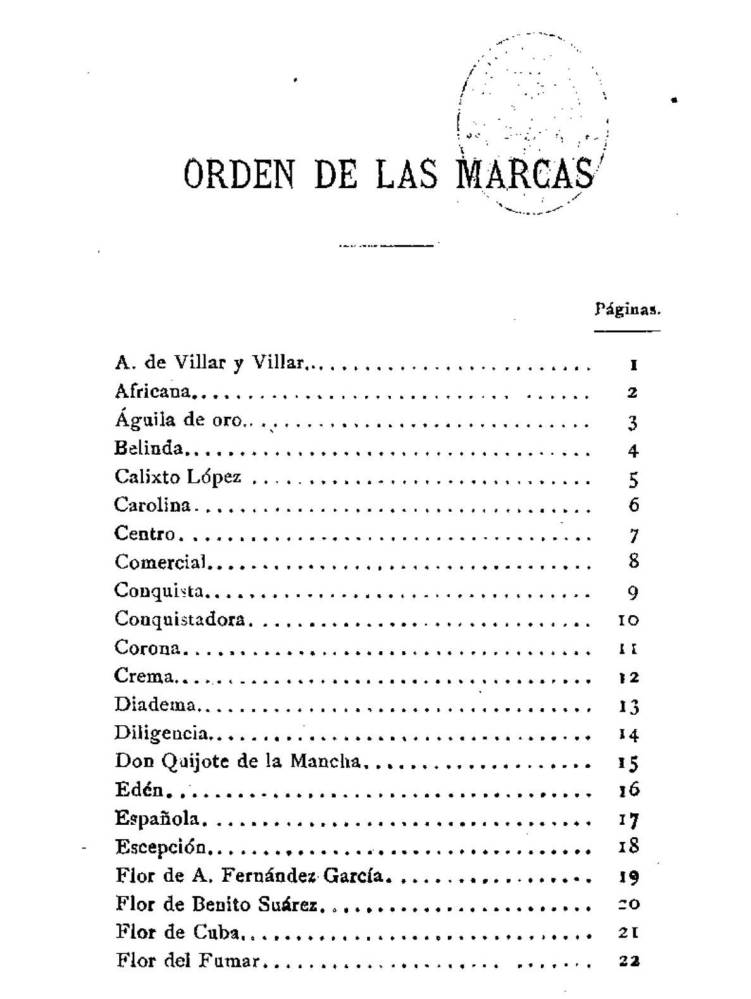 ORDEN DE LAS MARCAS
Páginas.
A. de Villar y Villar........................ 1
Africana.................................. 2
Águila de oro............................. 3
Belinda................................... 4
Calixto López ............................ 5
Carolina.................................. 6
Centro.................................... 7
Comercial................................. 8
Conquista................................. 9
Conquistadora............................. 10
Corona.................................... 11
Crema..................................... 12
Diadema................................... 13
Diligencia................................ 14
Don Quijote de la Mancha.................... 15
Edén...................................... 16
Española.................................. 17
Escepción................................. 18
Flor de A. Fernández García.................. 19
Flor de Benito Suárez....................... 20
Flor de Cuba.............................. 21
Flor del Fumar............................ 22